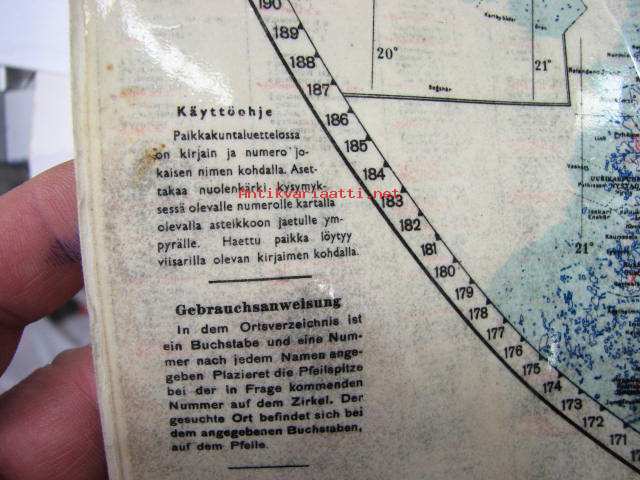 190
189
188
187
186
185
184
183
182
181
180
179
178
177
176
175
174
173
172
171
20°
21°
21°
Käyttöohje
Paikkakuntaluettelossa
on kirjain ja numero jo-
kaisen nimen kohdalla. Aset-
takaa nuolenkärki kysymyk-
sessä olevalle numerolle kartalla
olevalla asteikkoon jaetulle ym-
pyrälle. Haettu paikka löytyy
viisarilla olevan kirjaimen kohdalla.
Antikvariaatti.net
Gebrauchsanweisung
In dem Ortsverzeichnis ist
ein Buchstabe und eine Num-
mer nach jedem Namen ange-
geben Plazieret die Pfeilspitze
bei der in Frage kommenden
Nummer auf dem Zirkel. Der
gesuchte Ort befindet sich bei
dem angegebenen Buchstaben,
auf dem Pfeile.